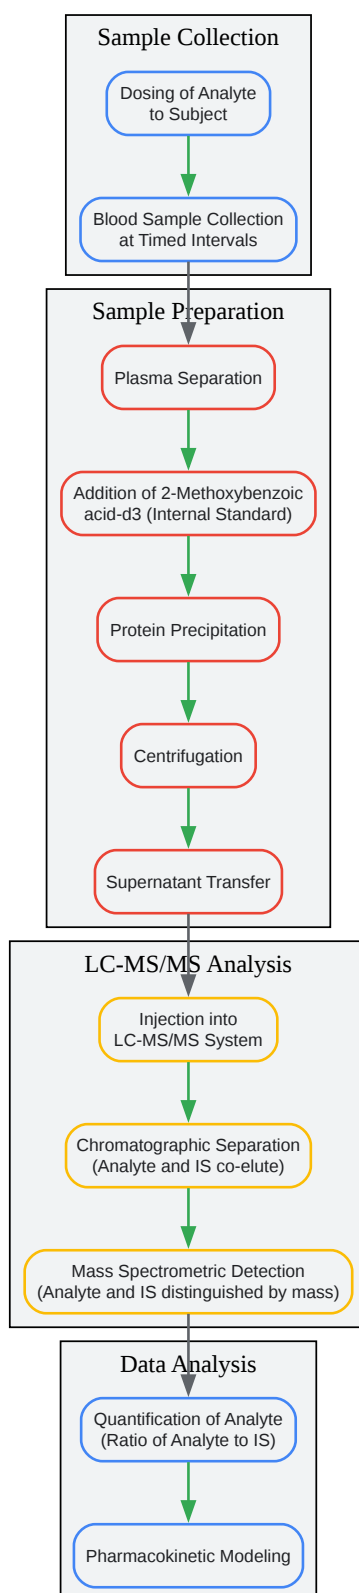 Sample Collection
Dosing of Analyte
to Subject
Blood Sample Collection
at Timed Intervals
Sample Preparation
Plasma Separation
Addition of 2-Methoxybenzoic
acid-d3 (Internal Standard)
Protein Precipitation
Centrifugation
Supernatant Transfer
LC-MS/MS Analysis
Injection into
LC-MS/MS System
Chromatographic Separation
(Analyte and IS co-elute)
Mass Spectrometric Detection
(Analyte and IS distinguished by mass)
Data Analysis
Quantification of Analyte
(Ratio of Analyte to IS)
Pharmacokinetic Modeling